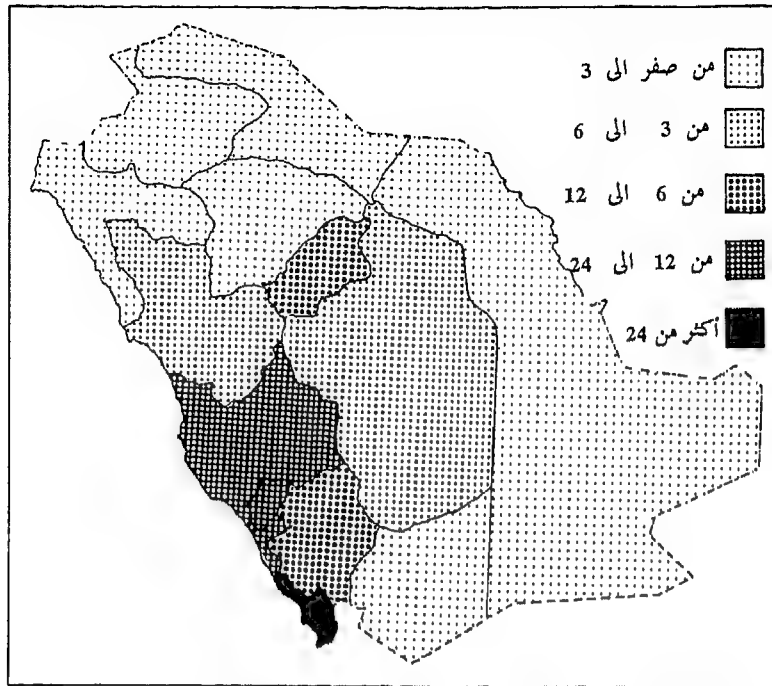 من صفر الى 3
من 3 الى 6
من 6 الى 12
من 12 الى 24
أكثر من 24